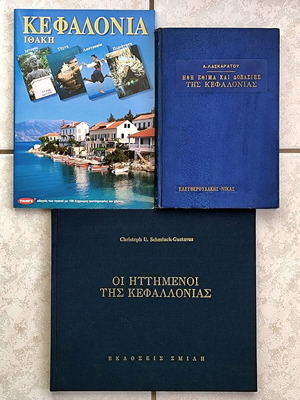 ΚΕΦΑΛΟΝΙΑ
ΙΘΑΚΗ
Α·ΛΑΣΚΑΡΑΤΟΥ
ΗΘΗ ΕΘΙΜΑ ΚΑΙ ΔΟΞΑΣΙΕΣ
ΤΗΣ ΚΕΦΑΛΟΝΙΑΣ
ΕΛΕΥΘΕΡΟΥΔΑΚΗΣ-ΝΙΚΑΣ
Christoph U. Schminck-Gustavus
ΟΙ ΗΤΤΗΜΕΝΟΙ
ΤΗΣ ΚΕΦΑΛΛΟΝΙΑΣ
ΕΚΔΟΣΕΙΣ ΣΜΙΛΗ